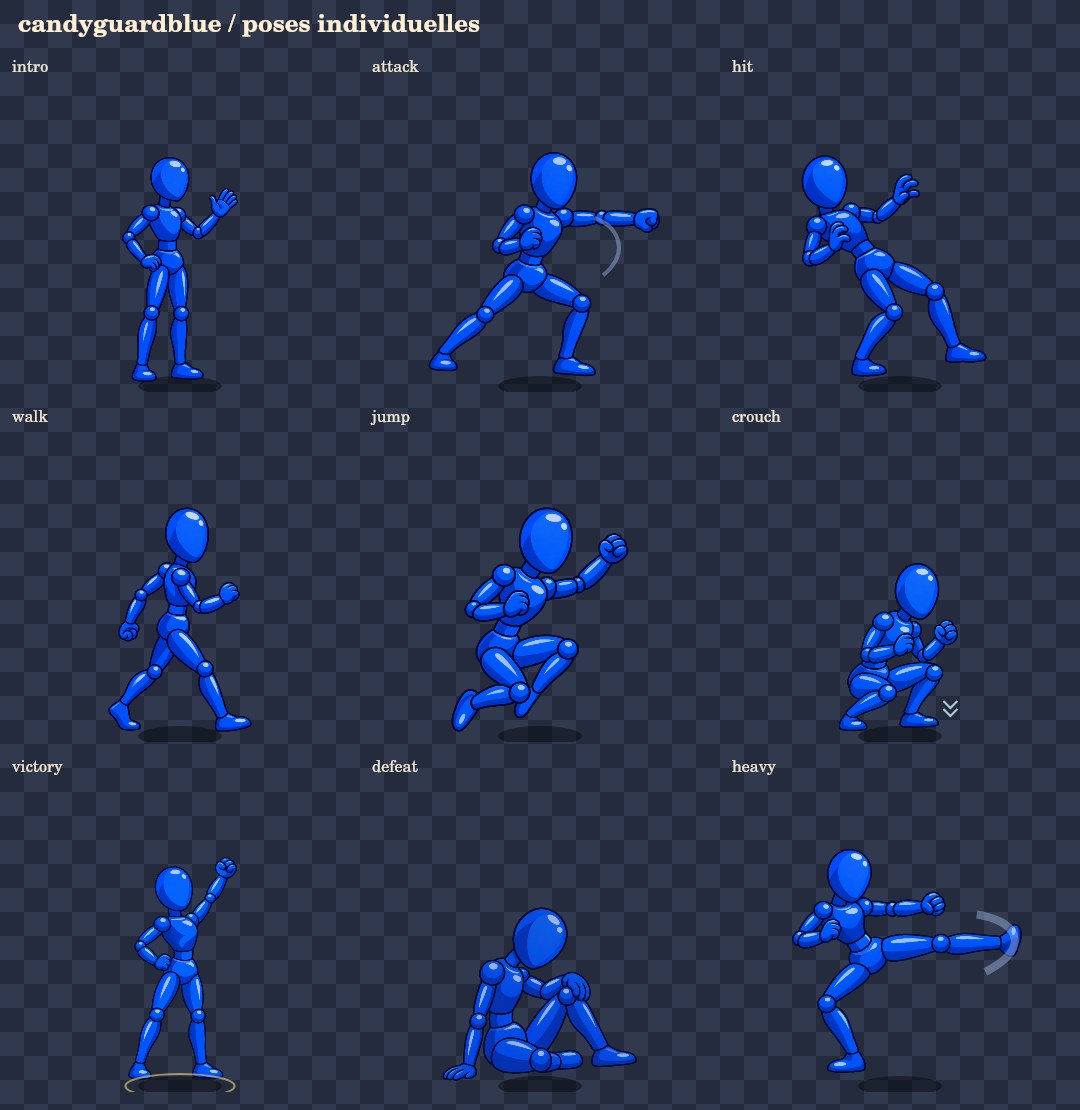 candyguardblue / poses individuelles
intro
attack
hit
walk
jump
crouch
victory
defeat
heavy